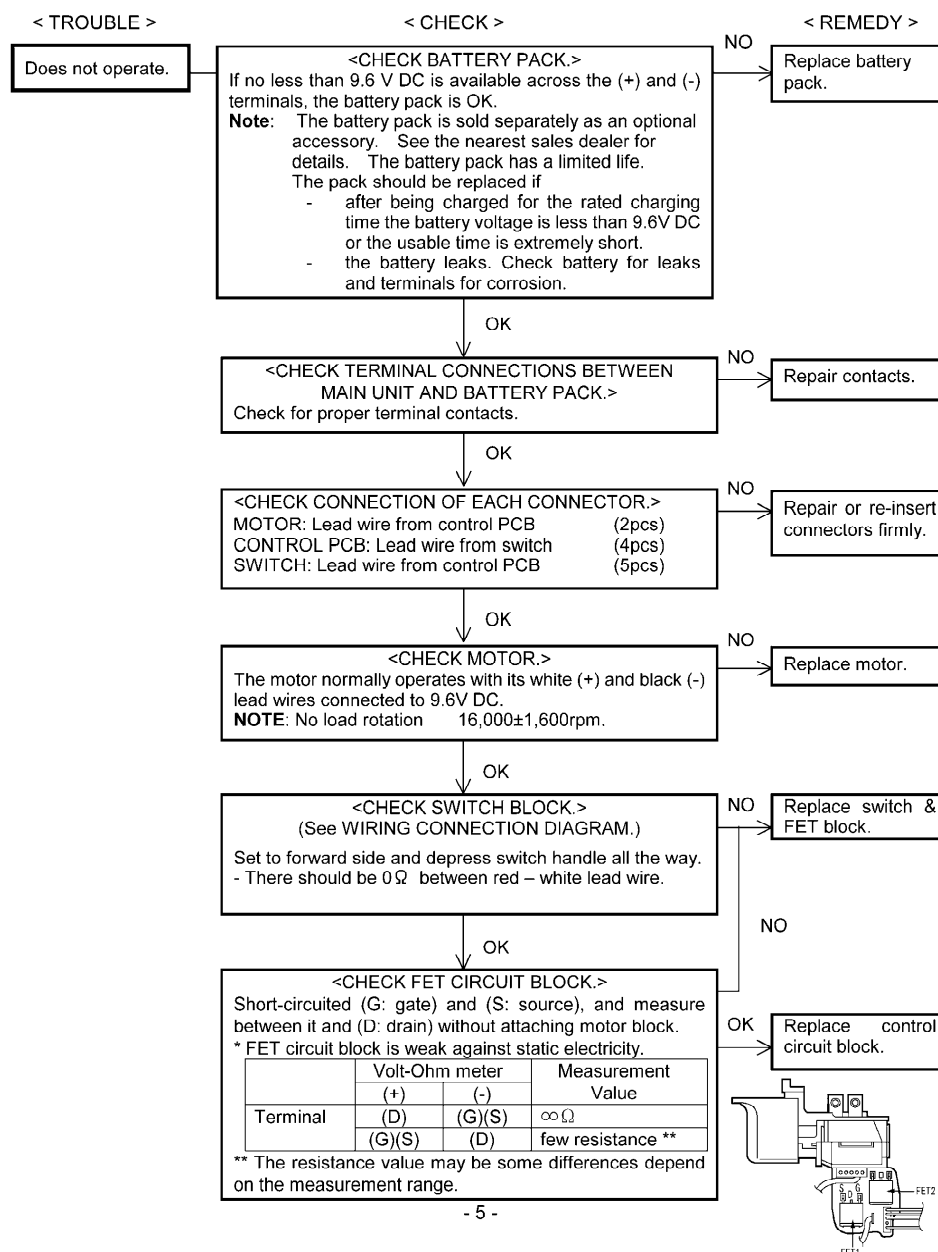 < TROUBLE >
< CHECK >
< REMEDY >
Does not operate.
<CHECK BATTERY PACK.>
If no less than 9.6 V DC is available across the (+) and (-)
terminals, the battery pack is OK.
Note: The battery pack is sold separately as an optional
accessory. See the nearest sales dealer for
details. The battery pack has a limited life.
The pack should be replaced if
- after being charged for the rated charging
time the battery voltage is less than 9.6V DC
or the usable time is extremely short.
- the battery leaks. Check battery for leaks
and terminals for corrosion.
NO
Replace battery
pack.
OK
<CHECK TERMINAL CONNECTIONS BETWEEN
MAIN UNIT AND BATTERY PACK.>
Check for proper terminal contacts.
NO
Repair contacts.
OK
<CHECK CONNECTION OF EACH CONNECTOR.>
MOTOR: Lead wire from control PCB (2pcs)
CONTROL PCB: Lead wire from switch (4pcs)
SWITCH: Lead wire from control PCB (5pcs)
NO
Repair or re-insert
connectors firmly.
OK
<CHECK MOTOR.>
The motor normally operates with its white (+) and black (-)
lead wires connected to 9.6V DC.
NOTE: No load rotation 16,000±1,600rpm.
NO
Replace motor.
OK
<CHECK SWITCH BLOCK.>
(See WIRING CONNECTION DIAGRAM.)
Set to forward side and depress switch handle all the way.
- There should be 0Ω between red – white lead wire.
NO
Replace switch &
FET block.
NO
OK
<CHECK FET CIRCUIT BLOCK.>
Short-circuited (G: gate) and (S: source), and measure
between it and (D: drain) without attaching motor block.
* FET circuit block is weak against static electricity.
Volt-Ohm meter Measurement
(+) (-) Value
Terminal (D) (G)(S) ∞Ω
(G)(S) (D) few resistance **
** The resistance value may be some differences depend
on the measurement range.
OK
Replace control
circuit block.
S G
D
FET2
FET1
- 5 -